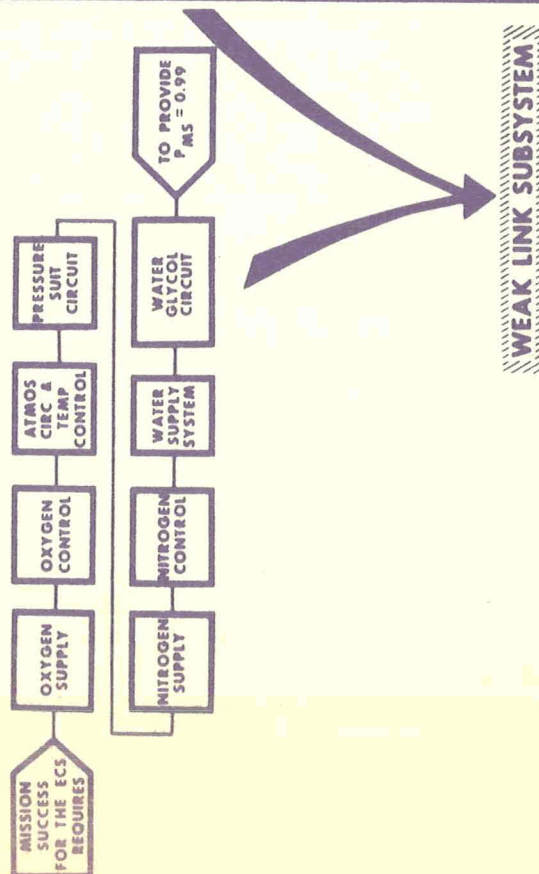 MISSION
SUCCESS
FOR THE ECS
REQUIRES
OXYGEN
SUPPLY
OXYGEN
CONTROL
ATMOS
CIRC &
TEMP
CONTROL
PRESSURE
SUIT
CIRCUIT
NITROGEN
SUPPLY
NITROGEN
CONTROL
WATER
SUPPLY
SYSTEM
WATER
GLYCOL
CIRCUIT
TO PROVIDE
P MS = 0.99
WEAK LINK SUBSYSTEM